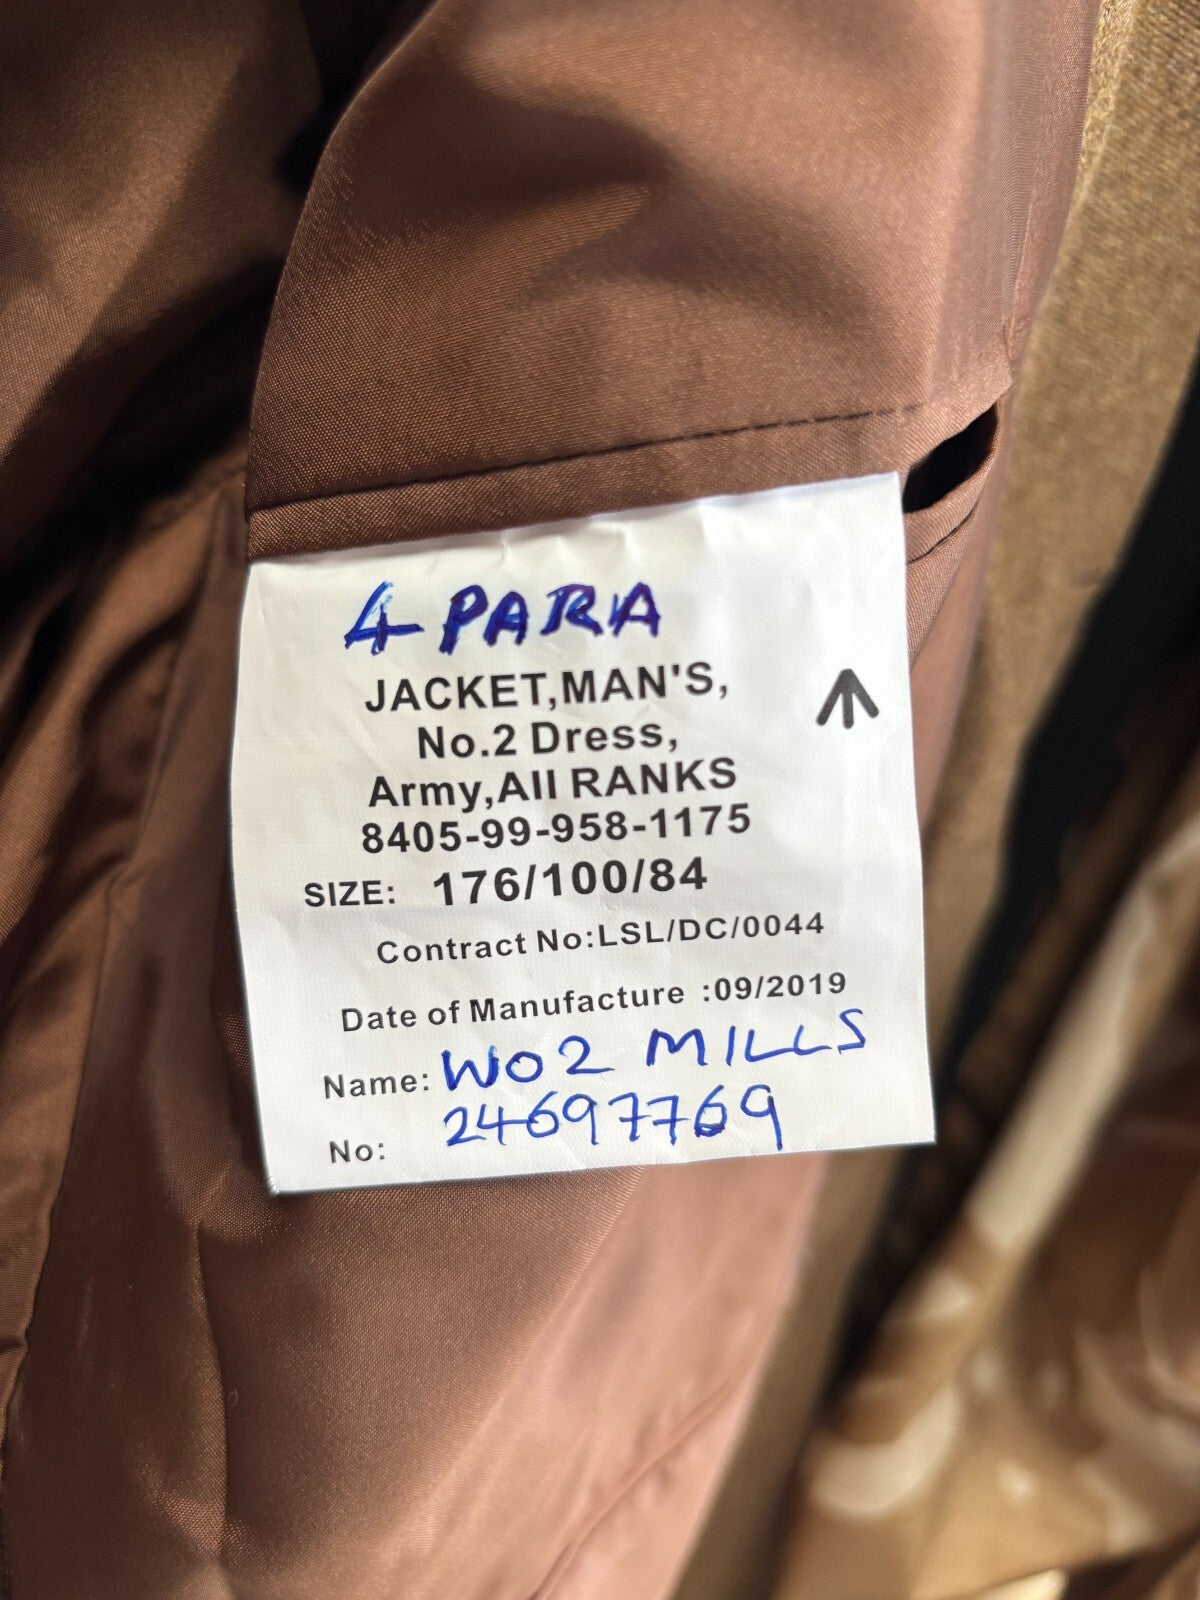 4 PARA
JACKET,MAN'S,
No.2 Dress,
Army,All RANKS
8405-99-958-1175
SIZE: 176/100/84
Contract No:LSL/DC/0044
Date of Manufacture :09/2019
Name: WO2 MILLS
No: 24697769